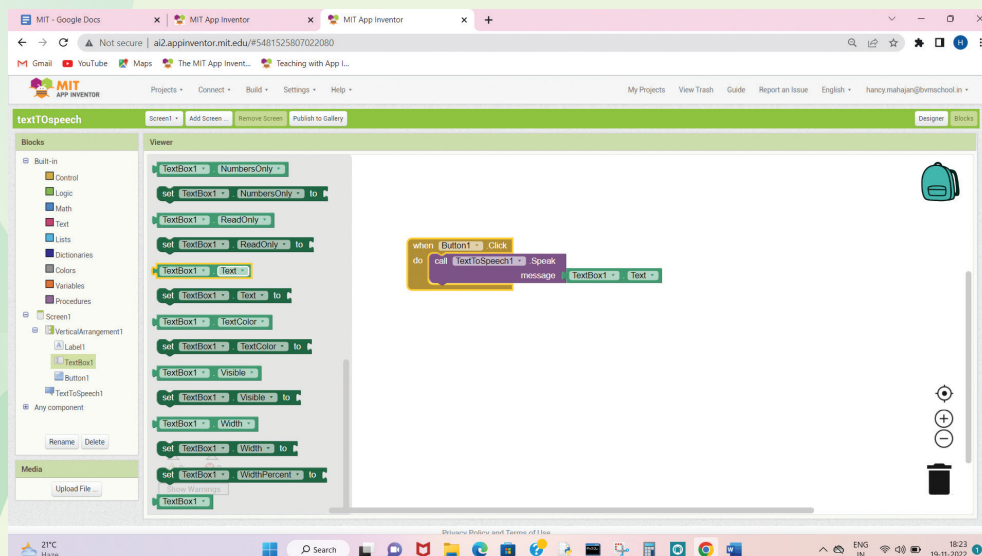 MIT - Google Docs
MIT App Inventor
MIT App Inventor
Not secure | ai2.appinventor.mit.edu/#5481525807022080
Gmail
YouTube
Maps
The MIT App Invent...
Teaching with App I...
H
MIT
APP INVENTOR
Projects
Connect
Build
Settings
Help
My Projects
View Trash
Guide
Report an Issue
English
hancy.mahajan@bvmschool.in
textTOspeech
Screen1
Add Screen ...
Remove Screen
Publish to Gallery
Designer
Blocks
Blocks
Built-in
Control
Logic
Math
Text
Lists
Dictionaries
Colors
Variables
Procedures
Screen1
VerticalArrangement1
A Label1
TextBox1
Button1
TextToSpeech1
Any component
Rename
Delete
Media
Upload File ...
Viewer
TextBox1 . NumbersOnly
set TextBox1 . NumbersOnly to
TextBox1 . ReadOnly
set TextBox1 . ReadOnly to
TextBox1 . Text
set TextBox1 . Text to
TextBox1 . TextColor
set TextBox1 . TextColor to
TextBox1 . Visible
set TextBox1 . Visible to
TextBox1 . Width
set TextBox1 . Width to
set TextBox1 . WidthPercent to
Show Warnings
TextBox1
when Button1 .Click
do call TextToSpeech1 .Speak
message TextBox1 . Text
Privacy Policy and Terms of Use
21°C
Haze
Search
ENG
IN
18:23
19-11-2022